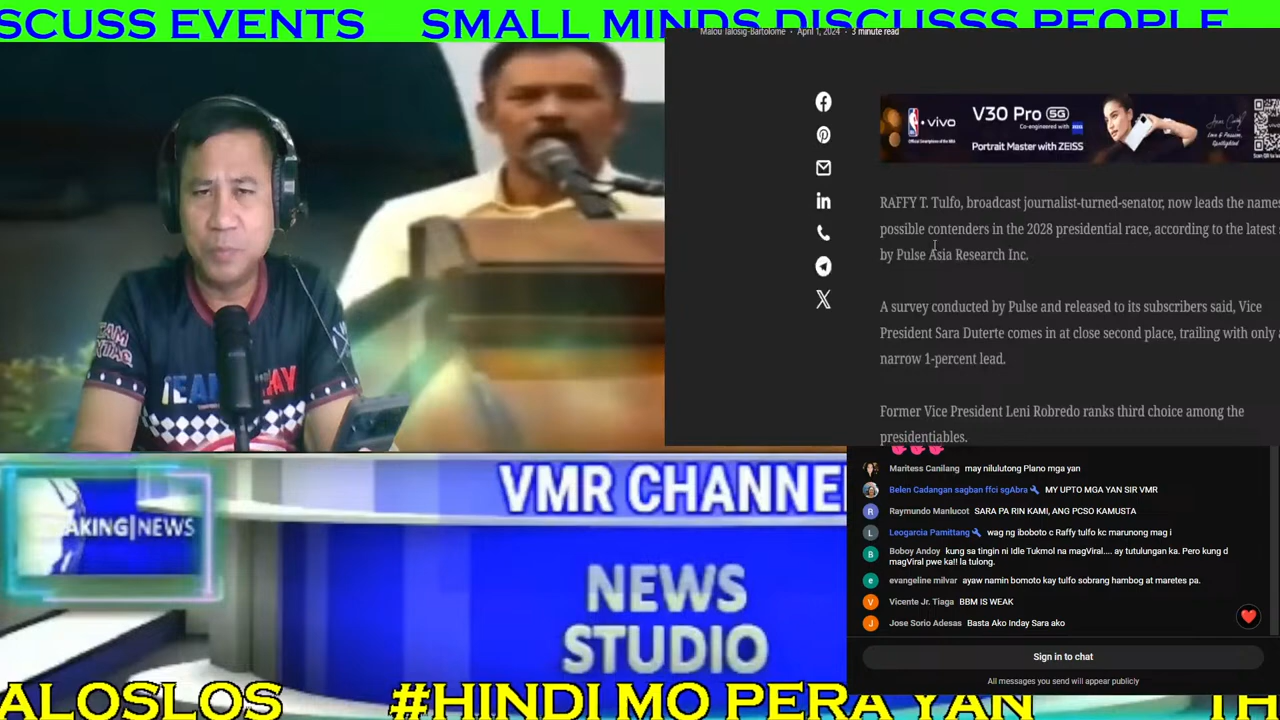 SCUSS EVENTS SMALL MINDS DISCUSSS PEOPLE
Malou Talosig-Bartolome • April 1, 2024 • 3 minute read
NBA • vivo
V30 Pro 5G
Co-engineered with ZEISS
Portrait Master with ZEISS
RAFFY T. Tulfo, broadcast journalist-turned-senator, now leads the names
possible contenders in the 2028 presidential race, according to the latest
by Pulse Asia Research Inc.
A survey conducted by Pulse and released to its subscribers said, Vice
President Sara Duterte comes in at close second place, trailing with only
narrow 1-percent lead.
Former Vice President Leni Robredo ranks third choice among the
presidentiables.
TEAM
Maritess Canilang may nilulutong Plano mga yan
Belen Cadangan sagban ffci sgAbra MY UPTO MGA YAN SIR VMR
Raymundo Manlucot SARA PA RIN KAMI, ANG PCSO KAMUSTA
L Leogarcia Pamittang wag ng iboboto c Raffy tulfo kc marunong mag i
B Boboy Andoy kung sa tingin ni Idle Tukmol na magViral.... ay tutulungan ka. Pero kung d
magViral pwe ka!! la tulong.
e evangeline milvar ayaw namin bomoto kay tulfo sobrang hambog at maretes pa.
V Vicente Jr. Tiaga BBM IS WEAK
J Jose Sorio Adesas Basta Ako Inday Sara ako
Sign in to chat
All messages you send will appear publicly
AKING|NEWS
VMR CHANNE
NEWS
STUDIO
ALOSLOS #HINDI MO PERA YAN TH